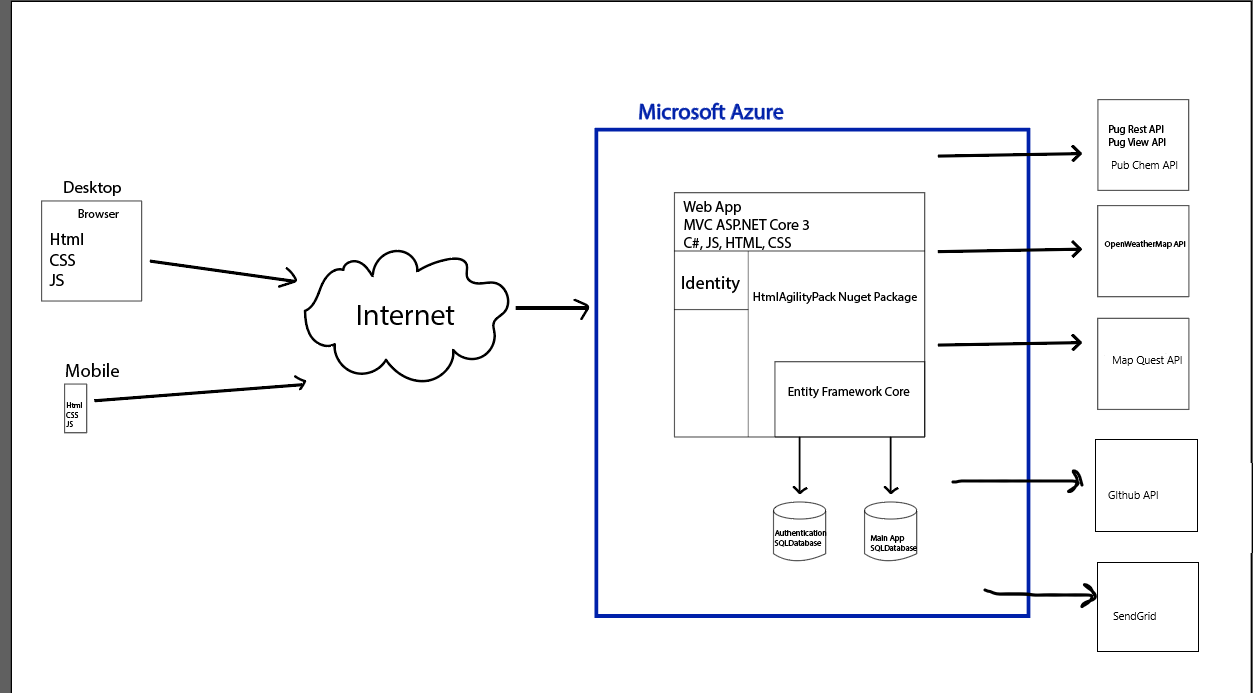 Microsoft Azure
Desktop
Browser
Html
CSS
JS
Mobile
Html
CSS
JS
Internet
Web App
MVC ASP.NET Core 3
C#, JS, HTML, CSS
Identity
HtmlAgilityPack Nuget Package
Entity Framework Core
Authentication
SQLDatabase
Main App
SQLDatabase
Pug Rest API
Pug View API
Pub Chem API
OpenWeatherMap API
Map Quest API
Github API
SendGrid